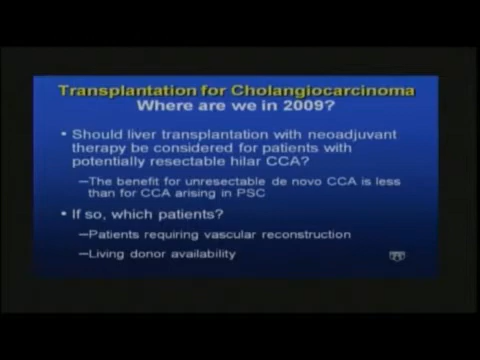 Transplantation for Cholangiocarcinoma
Where are we in 2009?
• Should liver transplantation with neoadjuvant
therapy be considered for patients with
potentially resectable hilar CCA?
–The benefit for unresectable de novo CCA is less
than for CCA arising in PSC
• If so, which patients?
–Patients requiring vascular reconstruction
–Living donor availability